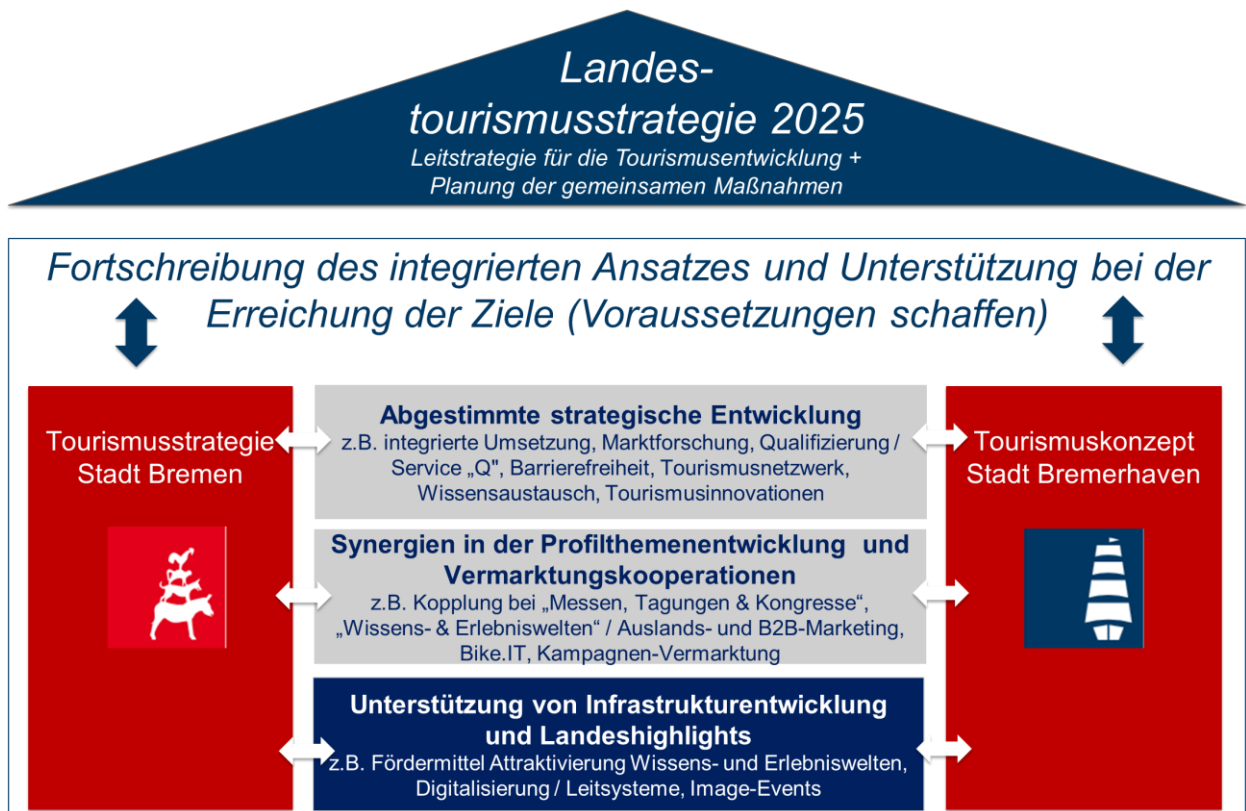 Landes-
tourismusstrategie 2025
Leitstrategie für die Tourismusentwicklung +
Planung der gemeinsamen Maßnahmen
Fortschreibung des integrierten Ansatzes und Unterstützung bei der
Erreichung der Ziele (Voraussetzungen schaffen)
Tourismusstrategie
Stadt Bremen
Abgestimmte strategische Entwicklung
z.B. integrierte Umsetzung, Marktforschung, Qualifizierung /
Service „Q", Barrierefreiheit, Tourismusnetzwerk,
Wissensaustausch, Tourismusinnovationen
Synergien in der Profilthemenentwicklung und
Vermarktungskooperationen
z.B. Kopplung bei „Messen, Tagungen & Kongresse“,
„Wissens- & Erlebniswelten“ / Auslands- und B2B-Marketing,
Bike.IT, Kampagnen-Vermarktung
Unterstützung von Infrastrukturentwicklung
und Landeshighlights
z.B. Fördermittel Attraktivierung Wissens- und Erlebniswelten,
Digitalisierung / Leitsysteme, Image-Events
Tourismuskonzept
Stadt Bremerhaven